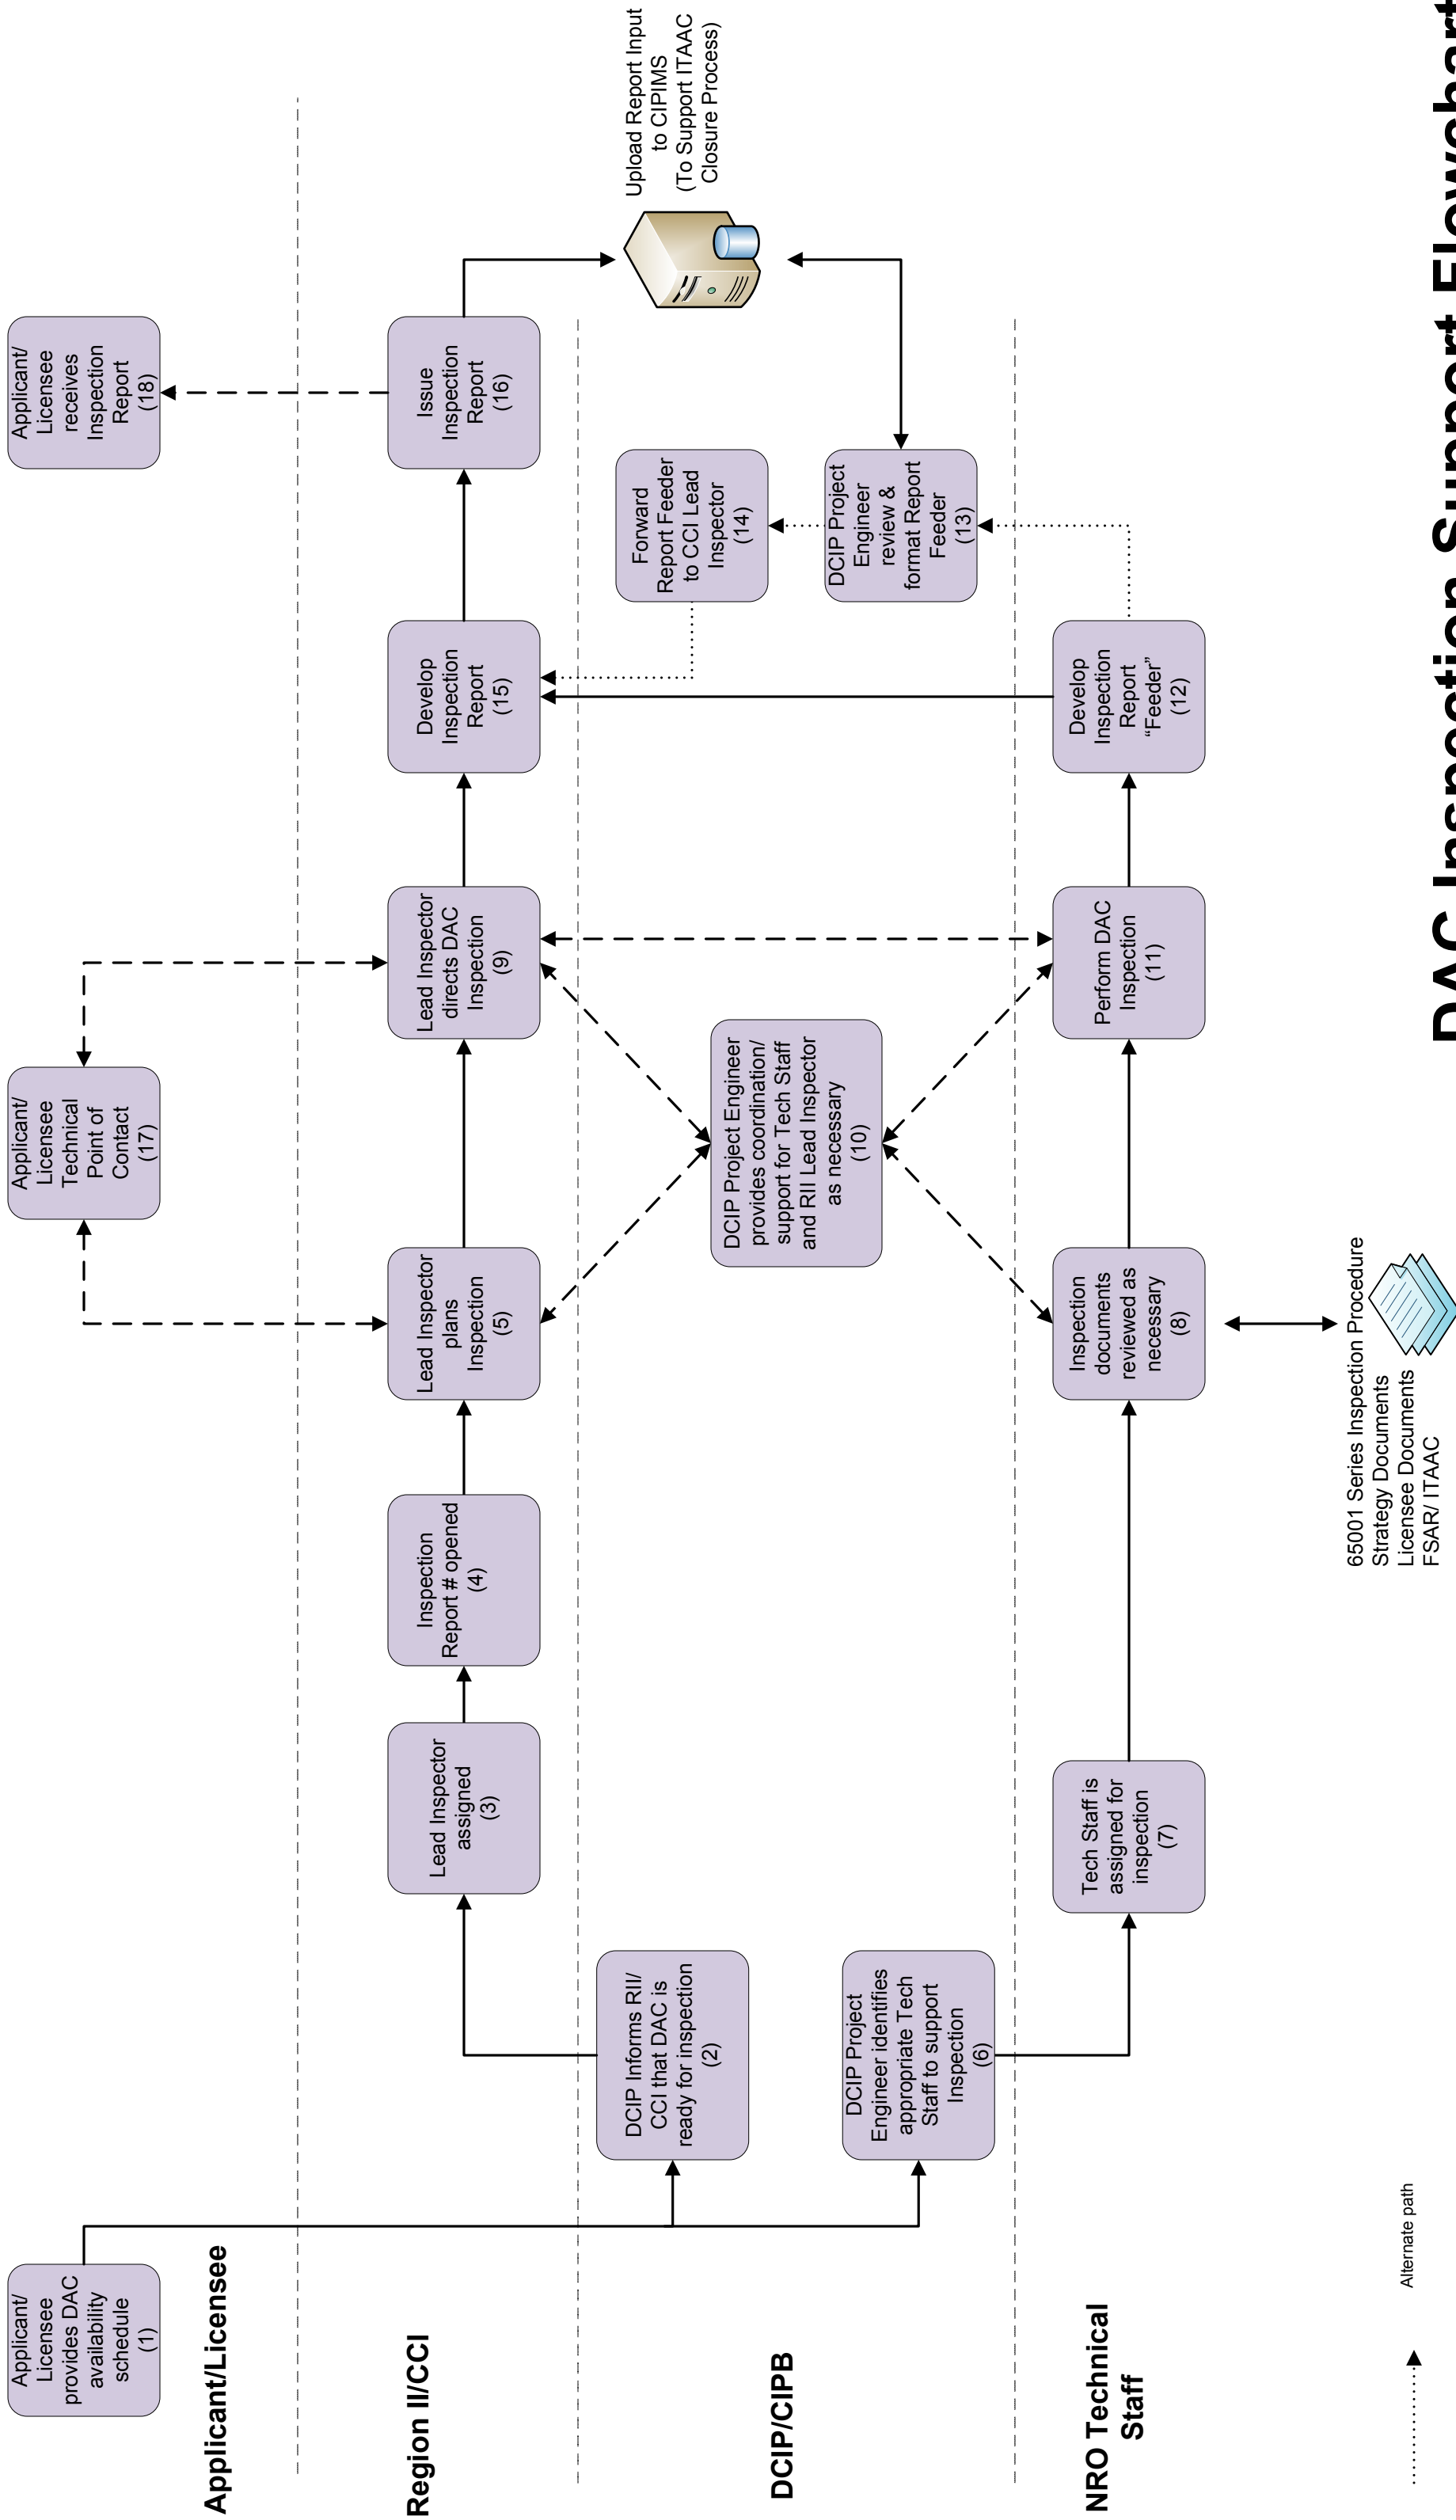 Applicant/
Licensee
provides DAC
availability
schedule
(1)
Applicant/
Licensee
Technical
Point of
Contact
(17)
Applicant/
Licensee
receives
Inspection
Report
(18)
Applicant/Licensee
Region II/CCI
Lead Inspector
assigned
(3)
Inspection
Report # opened
(4)
Lead Inspector
plans
Inspection
(5)
Lead Inspector
directs DAC
Inspection
(9)
Develop
Inspection
Report
(15)
Issue
Inspection
Report
(16)
DCIP/CIPB
DCIP Informs RII/
CCI that DAC is
ready for inspection
(2)
DCIP Project
Engineer identifies
appropriate Tech
Staff to support
Inspection
(6)
DCIP Project Engineer
provides coordination/
support for Tech Staff
and RII Lead Inspector
as necessary
(10)
Forward
Report Feeder
to CCI Lead
Inspector
(14)
DCIP Project
Engineer
review &
format Report
Feeder
(13)
Upload Report Input
to CIPIMS
(To Support ITAAC
Closure Process)
NRO Technical
Staff
Tech Staff is
assigned for
inspection
(7)
Inspection
documents
reviewed as
necessary
(8)
Perform DAC
Inspection
(11)
Develop
Inspection
Report
“Feeder”
(12)
65001 Series Inspection Procedure
Strategy Documents
Licensee Documents
FSAR/ ITAAC
Alternate path
DAC Inspection Support Flowchart